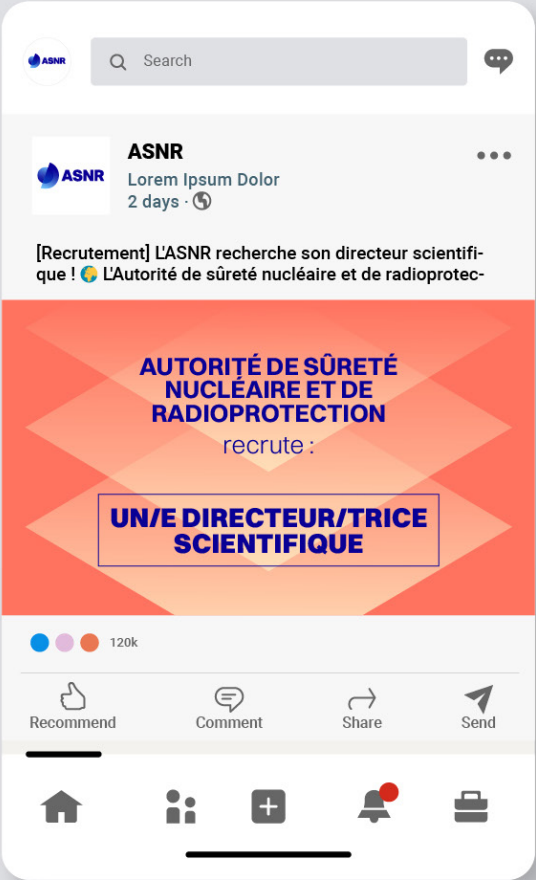 ASNR
Search
ASNR
ASNR
Lorem Ipsum Dolor
2 days ·
[Recrutement] L'ASNR recherche son directeur scientifi-
que ! 🌍 L'Autorité de sûreté nucléaire et de radioprotec-
AUTORITÉ DE SÛRETÉ
NUCLÉAIRE ET DE
RADIOPROTECTION
recrute :
UN/E DIRECTEUR/TRICE
SCIENTIFIQUE
120k
Recommend Comment Share Send